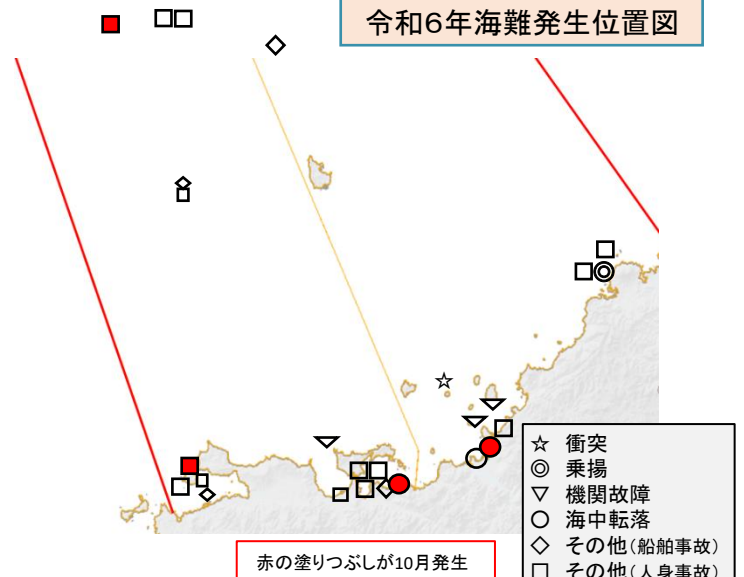 令和6年海難発生位置図
☆ 衝突
◎ 乗揚
▽ 機関故障
○ 海中転落
◇ その他(船舶事故)
□ その他(人身事故)
赤の塗りつぶしが10月発生